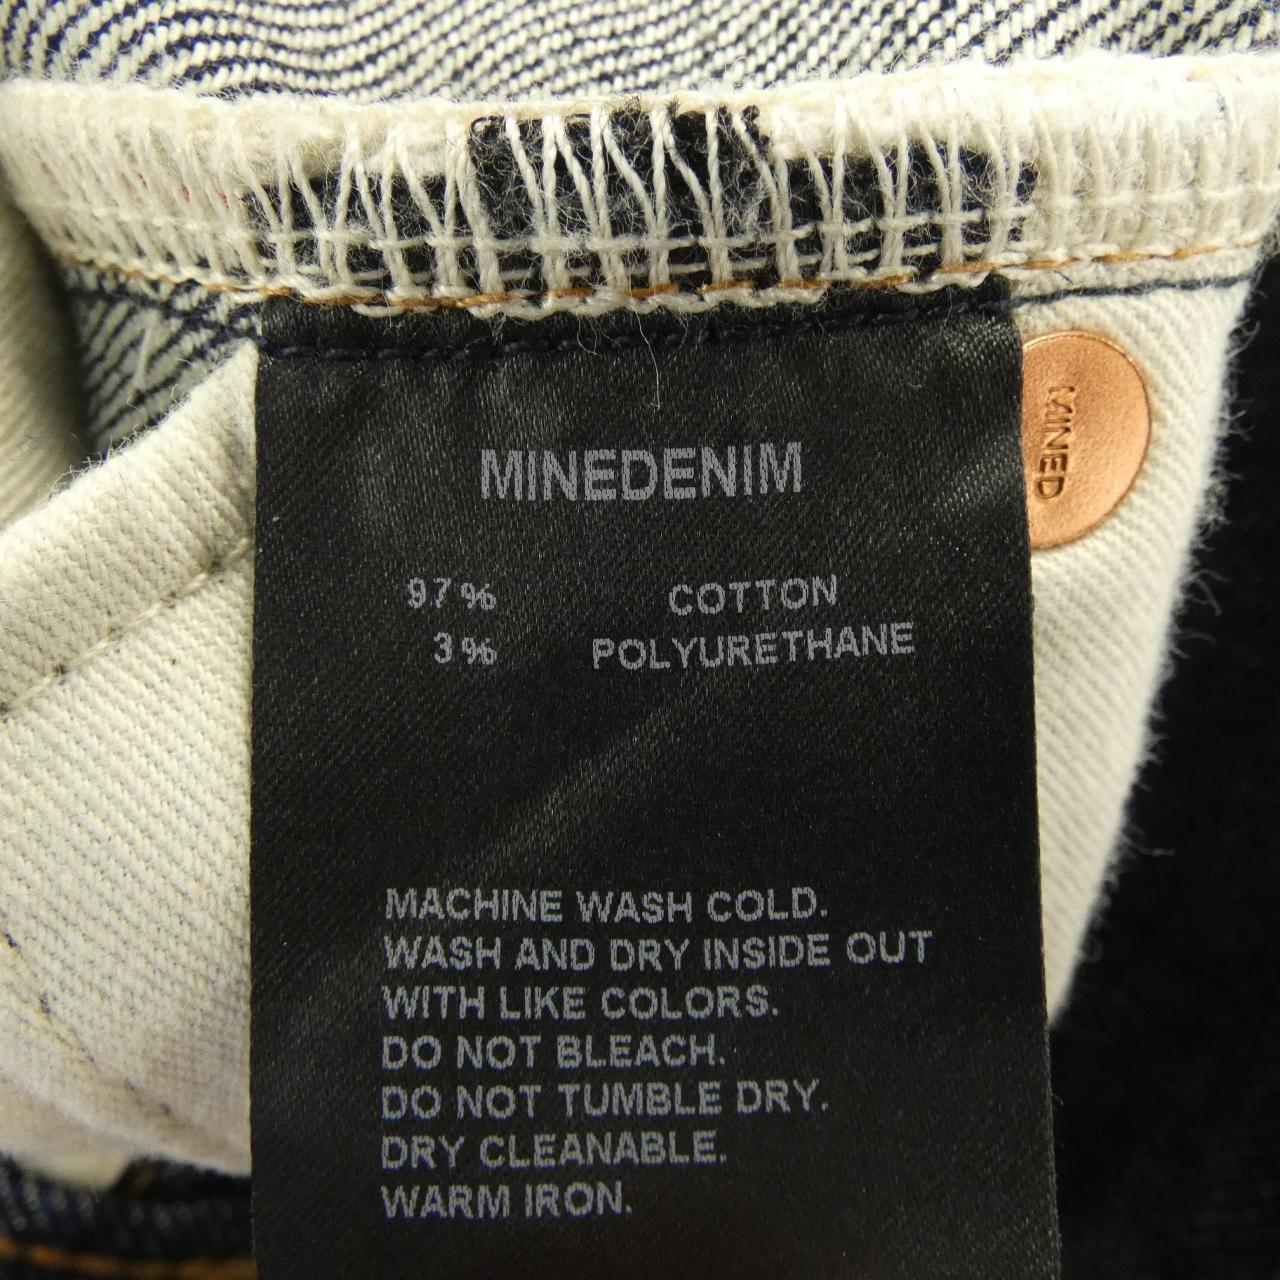 MINEDENIM
97% COTTON
3% POLYURETHANE
MACHINE WASH COLD.
WASH AND DRY INSIDE OUT
WITH LIKE COLORS.
DO NOT BLEACH.
DO NOT TUMBLE DRY.
DRY CLEANABLE.
WARM IRON.
MINED